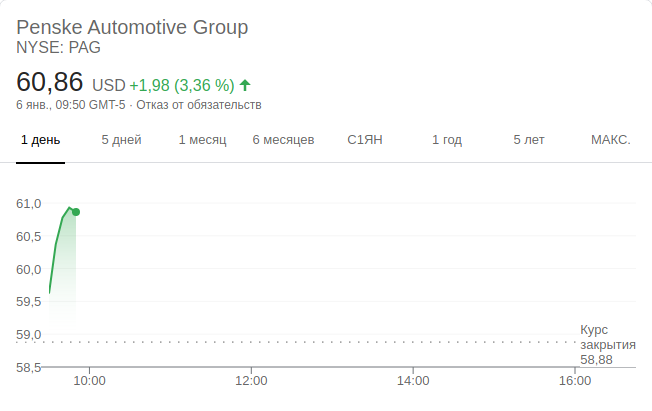 Penske Automotive Group
NYSE: PAG
60,86 USD +1,98 (3,36 %)
6 янв., 09:50 GMT-5 · Отказ от обязательств
1 день 5 дней 1 месяц 6 месяцев С1ЯН 1 год 5 лет МАКС.
61,0
60,5
60,0
59,5
59,0
58,5
Курс
закрытия
58,88
10:00 12:00 14:00 16:00